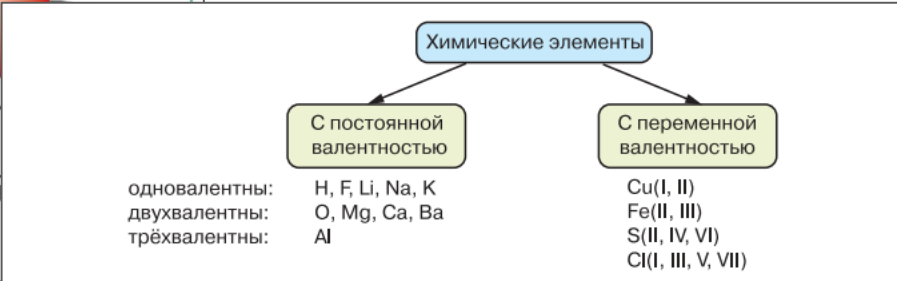 Химические элементы
С постоянной
валентностью
С переменной
валентностью
одновалентны: H, F, Li, Na, K
двухвалентны: O, Mg, Ca, Ba
трёхвалентны: Al
Cu(I, II)
Fe(II, III)
S(II, IV, VI)
Cl(I, III, V, VII)